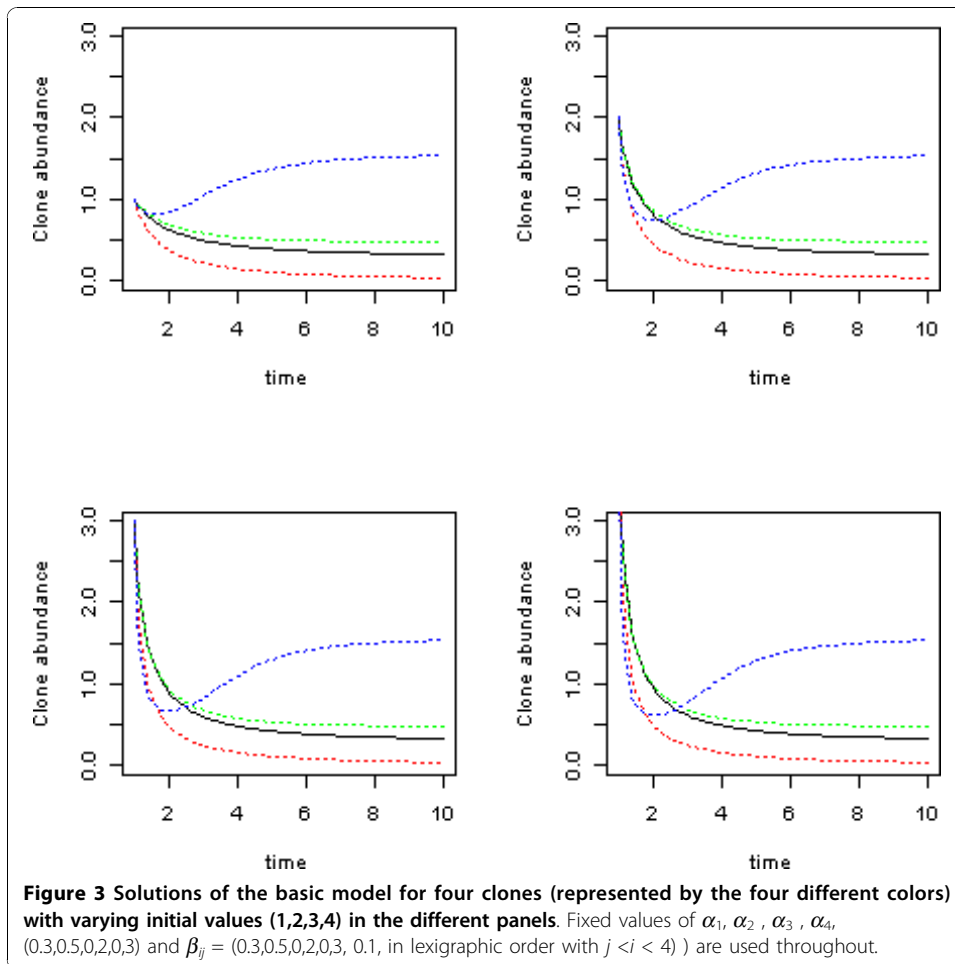 Clone abundance
3.0
2.0
1.0
0.0
2 4 6 8 10
time
Clone abundance
3.0
2.0
1.0
0.0
2 4 6 8 10
time
Clone abundance
3.0
2.0
1.0
0.0
2 4 6 8 10
time
Clone abundance
3.0
2.0
1.0
0.0
2 4 6 8 10
time
Figure 3 Solutions of the basic model for four clones (represented by the four different colors)
with varying initial values (1,2,3,4) in the different panels. Fixed values of α₁, α₂ , α₃ , α₄,
(0.3,0.5,0,2,0,3) and βᵢⱼ = (0.3,0.5,0,2,0,3, 0.1, in lexigraphic order with j <i < 4) ) are used throughout.